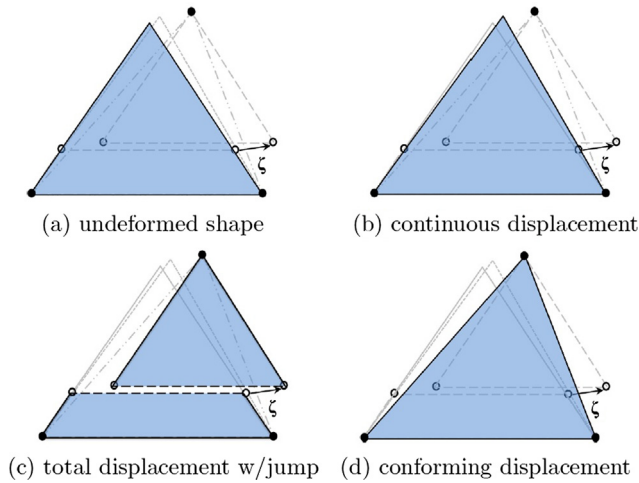 ζ
ζ
(a) undeformed shape
(b) continuous displacement
ζ
ζ
(c) total displacement w/jump
(d) conforming displacement